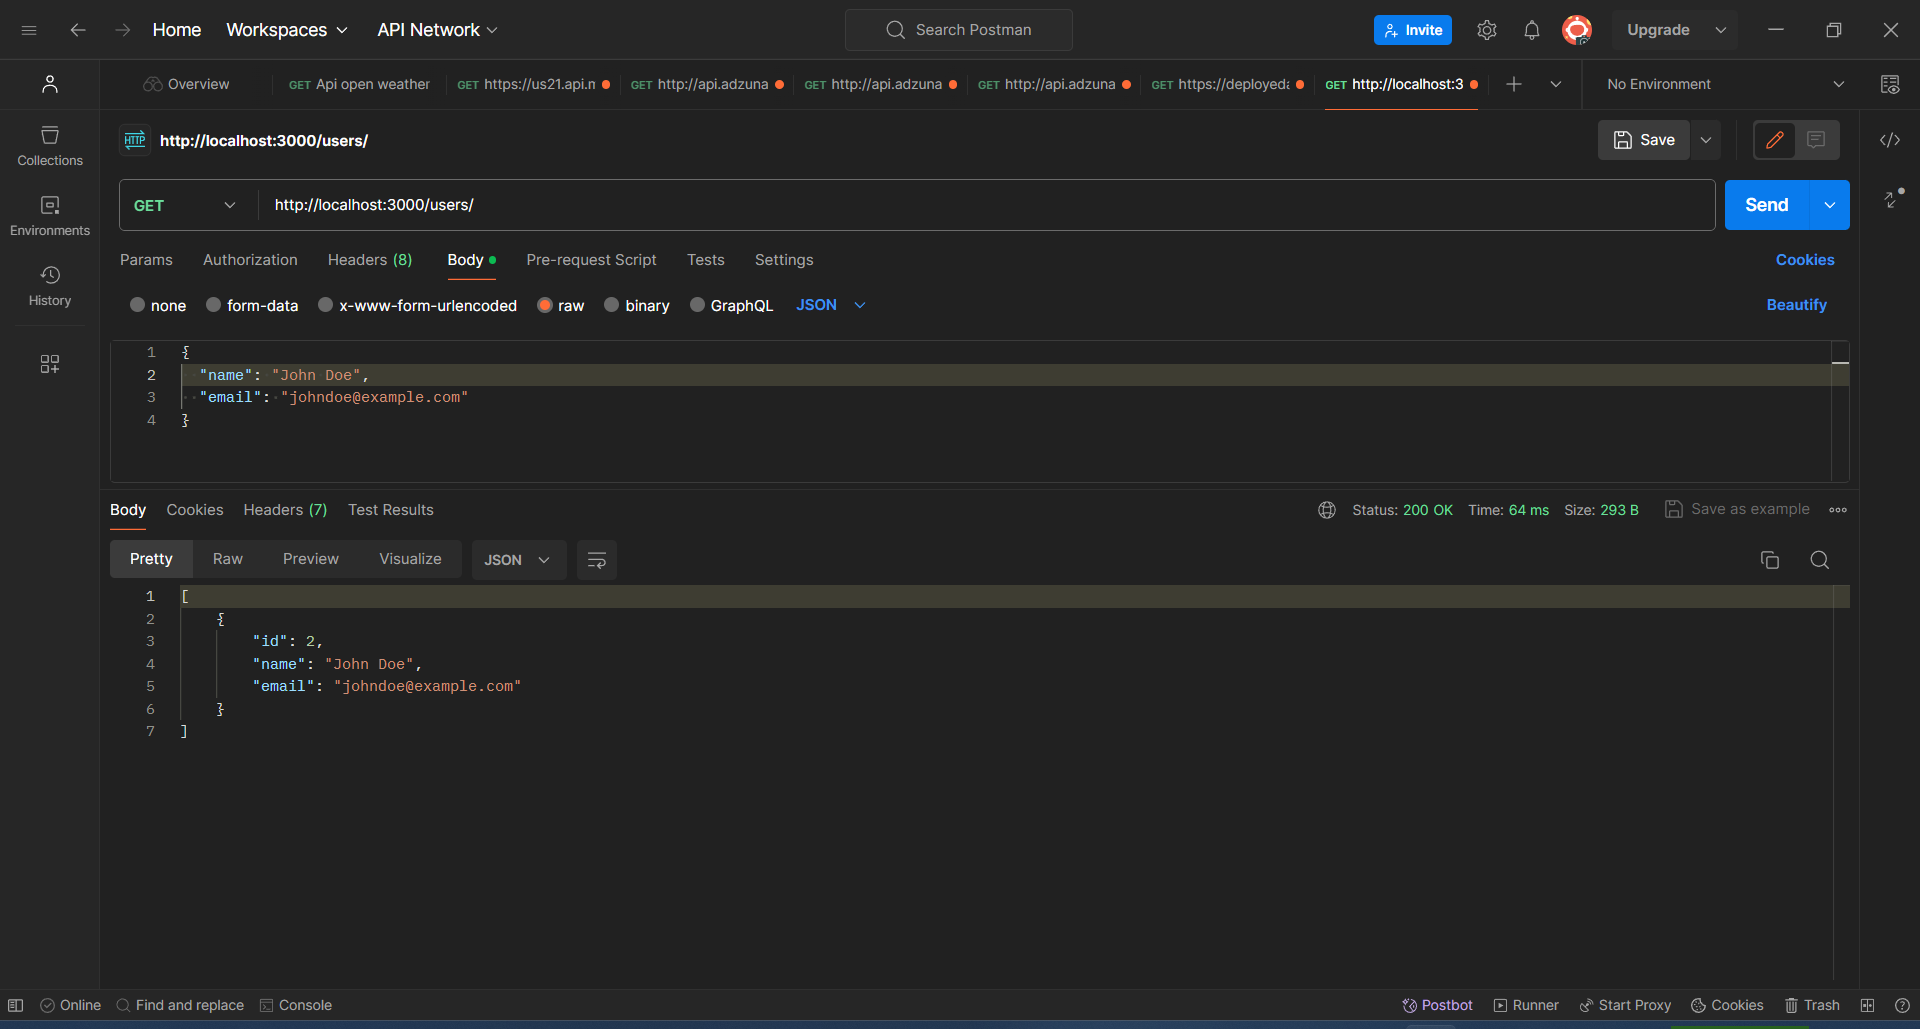 Home Workspaces API Network Search Postman Invite Upgrade
Overview GET Api open weather GET https://us21.api.m GET http://api.adzuna GET http://api.adzuna GET http://api.adzuna GET https://deployeda GET http://localhost:3 No Environment
HTTP http://localhost:3000/users/ Save
Collections
GET http://localhost:3000/users/ Send
Environments
Params Authorization Headers (8) Body Pre-request Script Tests Settings Cookies
History
none form-data x-www-form-urlencoded raw binary GraphQL JSON Beautify
1 {
2 "name": "John Doe",
3 "email": "johndoe@example.com"
4 }
Body Cookies Headers (7) Test Results Status: 200 OK Time: 64 ms Size: 293 B Save as example
Pretty Raw Preview Visualize JSON
1 [
2 {
3 "id": 2,
4 "name": "John Doe",
5 "email": "johndoe@example.com"
6 }
7 ]
Online Find and replace Console Postbot Runner Start Proxy Cookies Trash